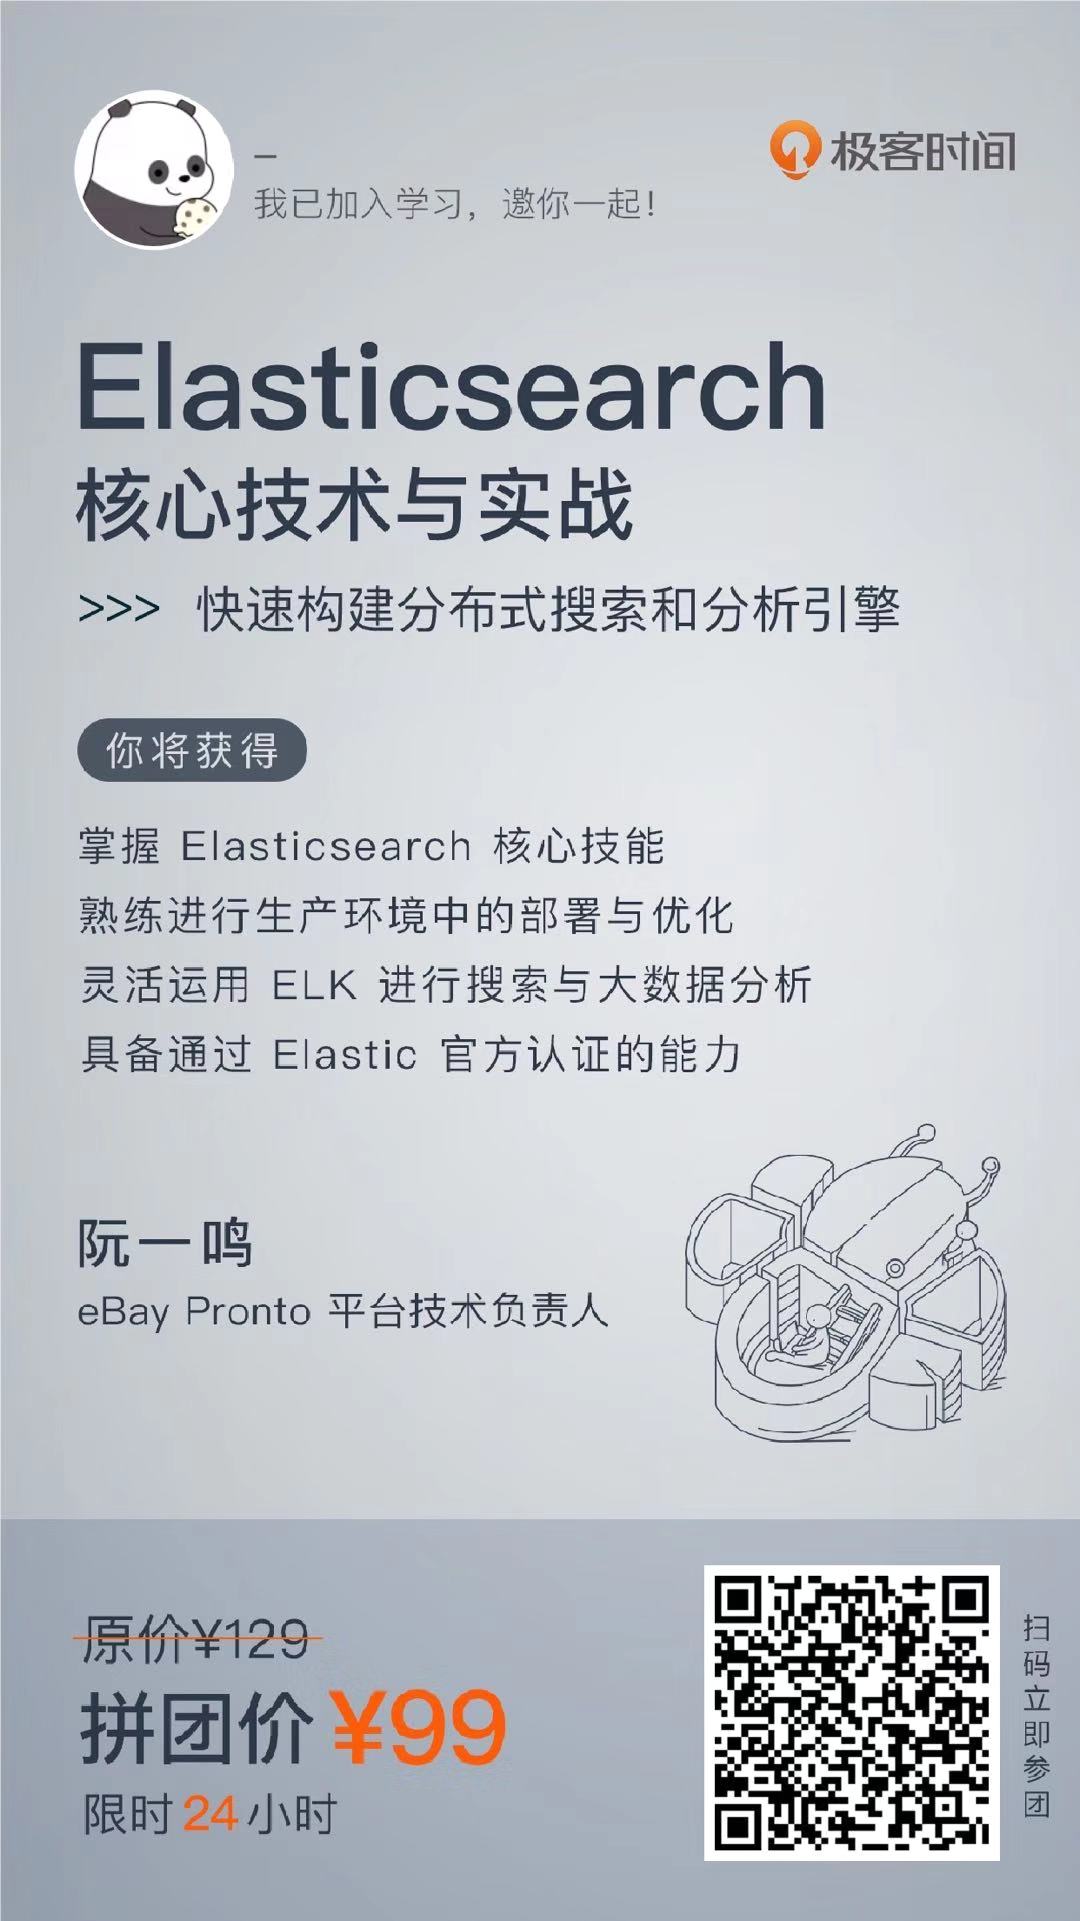 –
我已加入学习，邀你一起！
极客时间
Elasticsearch
核心技术与实战
>>> 快速构建分布式搜索和分析引擎
你将获得
掌握 Elasticsearch 核心技能
熟练进行生产环境中的部署与优化
灵活运用 ELK 进行搜索与大数据分析
具备通过 Elastic 官方认证的能力
阮一鸣
eBay Pronto 平台技术负责人
原价¥129
拼团价¥99
限时24小时
扫码立即参团